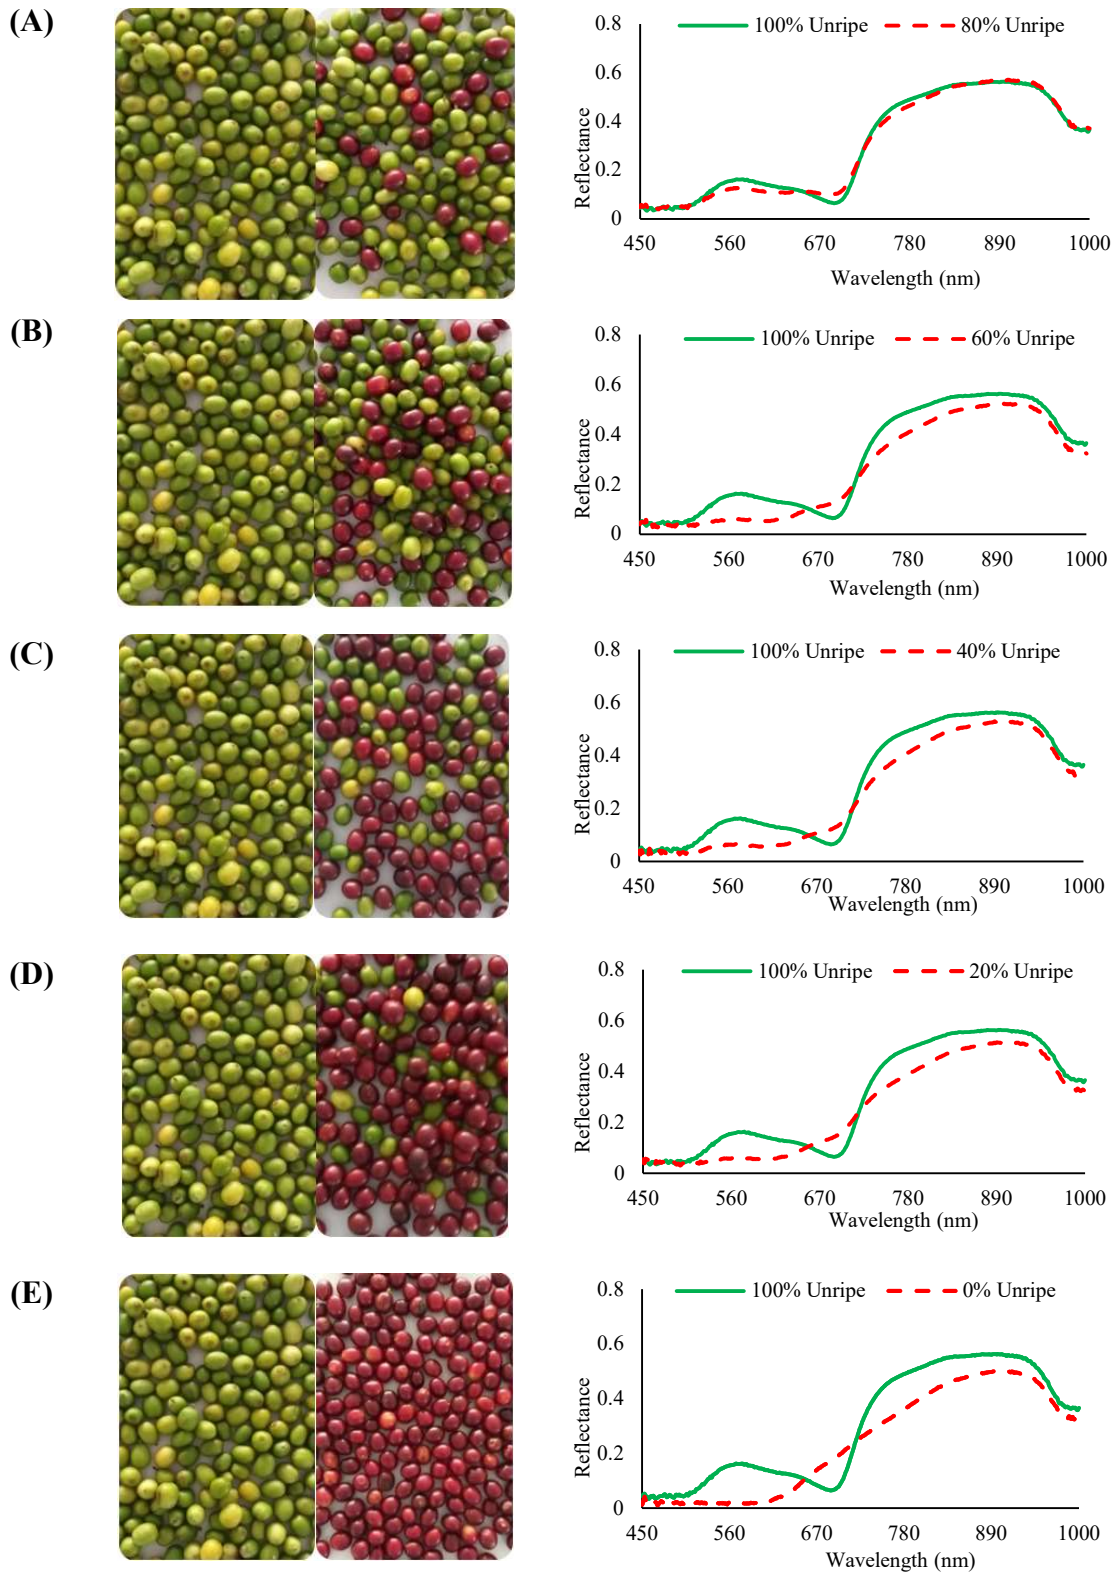 (A)
0.8
100% Unripe 80% Unripe
0.6
0.4
0.2
0
Reflectance
450 560 670 780 890 1000
Wavelength (nm)
(B)
0.8
100% Unripe 60% Unripe
0.6
0.4
0.2
0
Reflectance
450 560 670 780 890 1000
Wavelength (nm)
(C)
0.8
100% Unripe 40% Unripe
0.6
0.4
0.2
0
Reflectance
450 560 670 780 890 1000
Wavelength (nm)
(D)
0.8
100% Unripe 20% Unripe
0.6
0.4
0.2
0
Reflectance
450 560 670 780 890 1000
Wavelength (nm)
(E)
0.8
100% Unripe 0% Unripe
0.6
0.4
0.2
0
Reflectance
450 560 670 780 890 1000
Wavelength (nm)